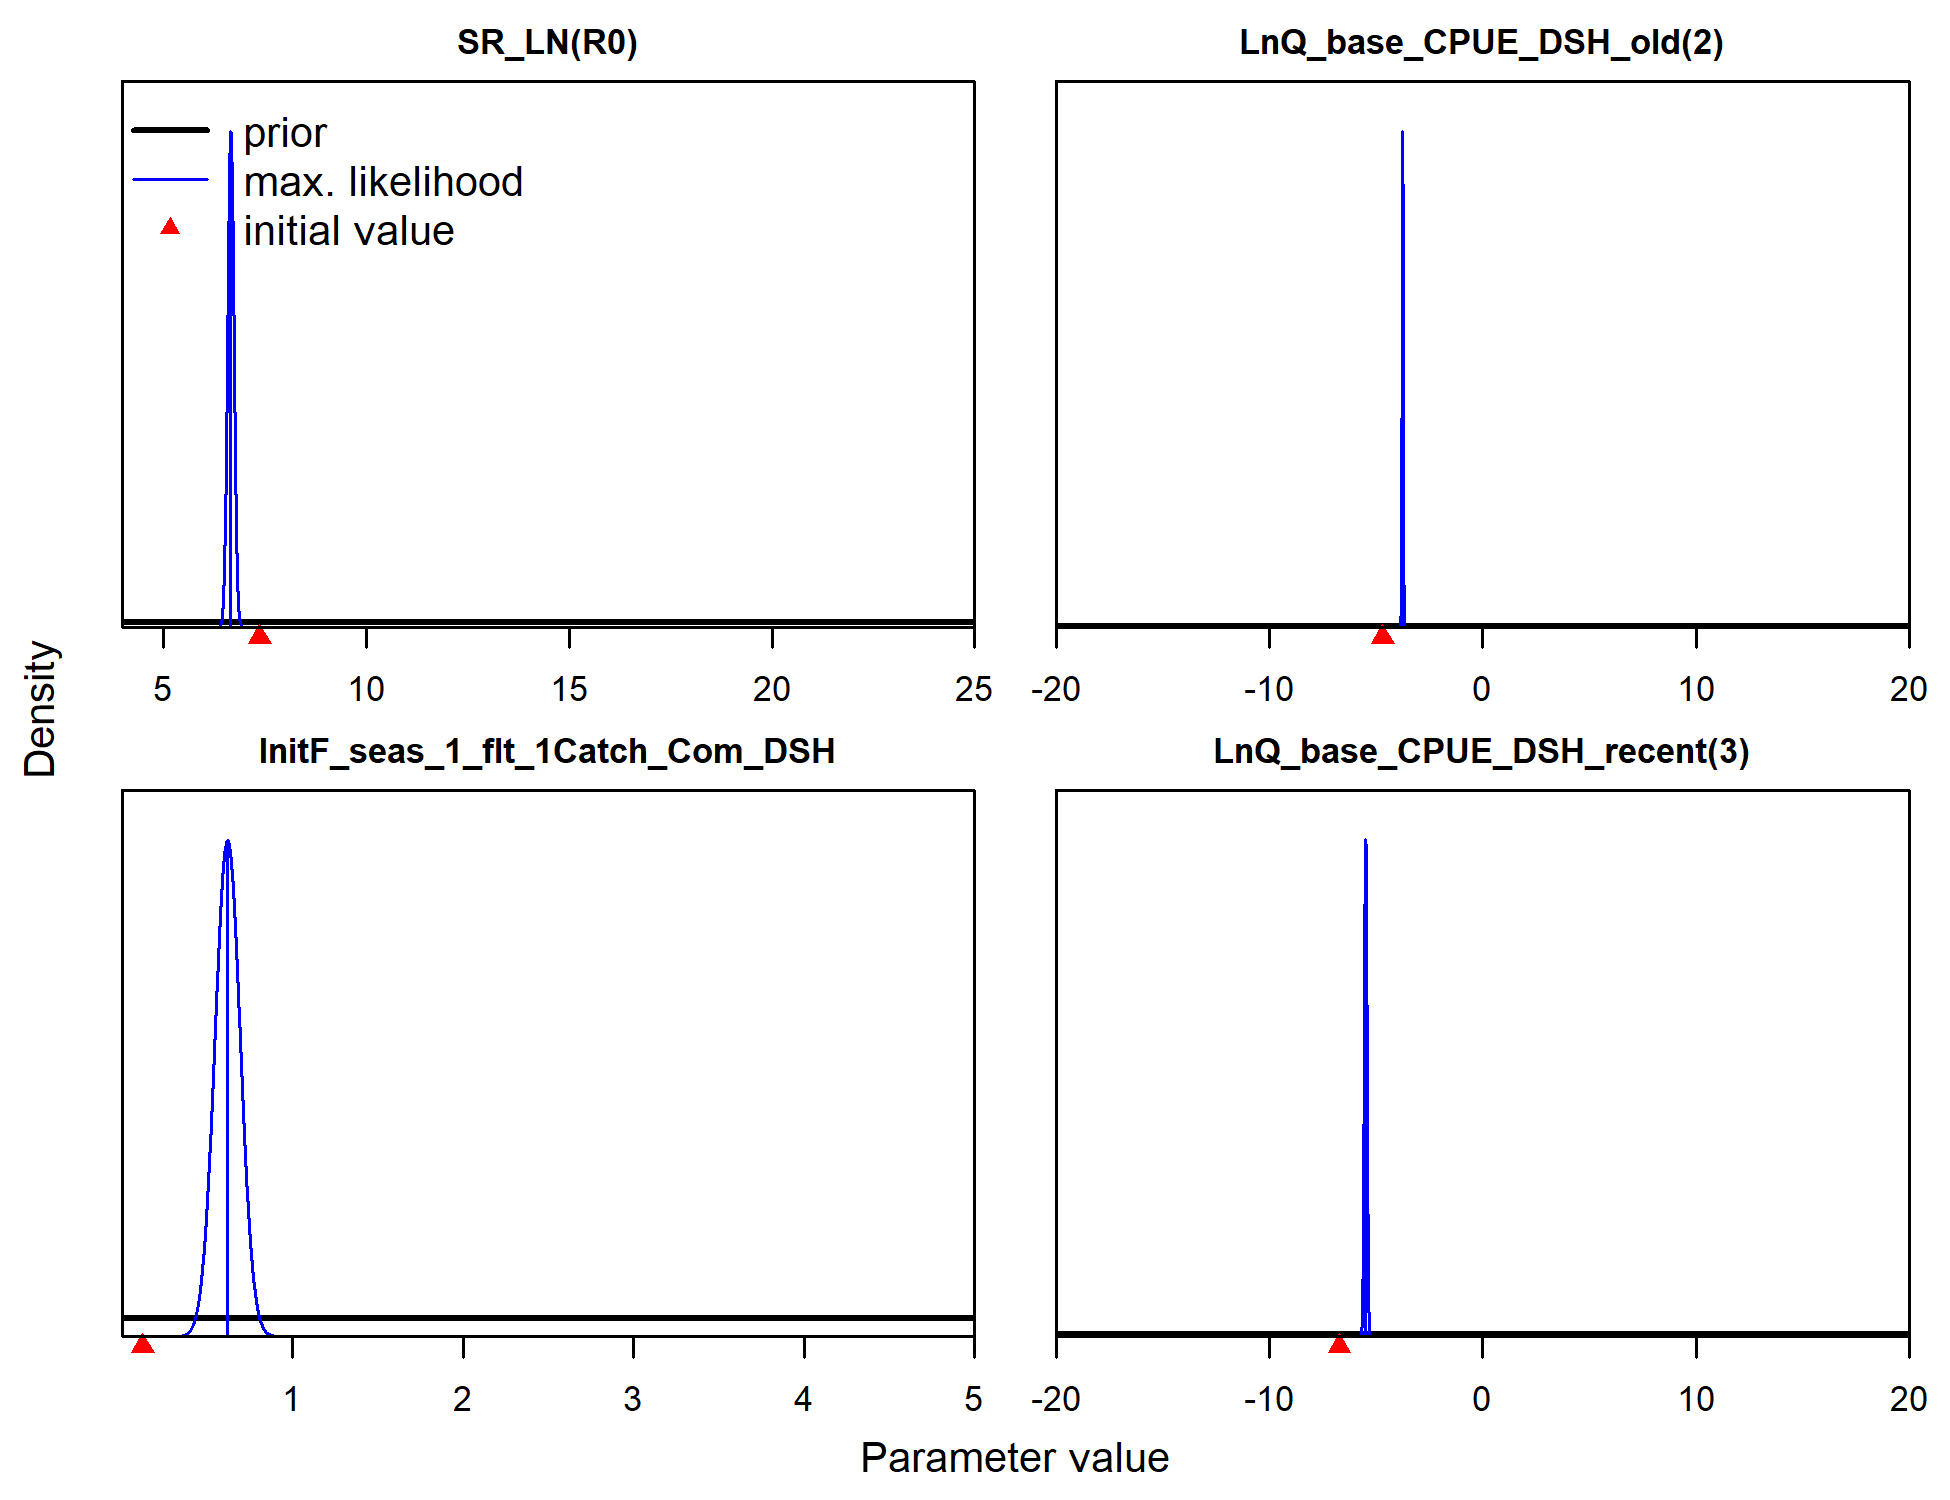 SR_LN(R0)
prior
max. likelihood
initial value
5 10 15 20 25
LnQ_base_CPUE_DSH_old(2)
-20 -10 0 10 20
Density
InitF_seas_1_flt_1Catch_Com_DSH
1 2 3 4 5
LnQ_base_CPUE_DSH_recent(3)
-20 -10 0 10 20
Parameter value